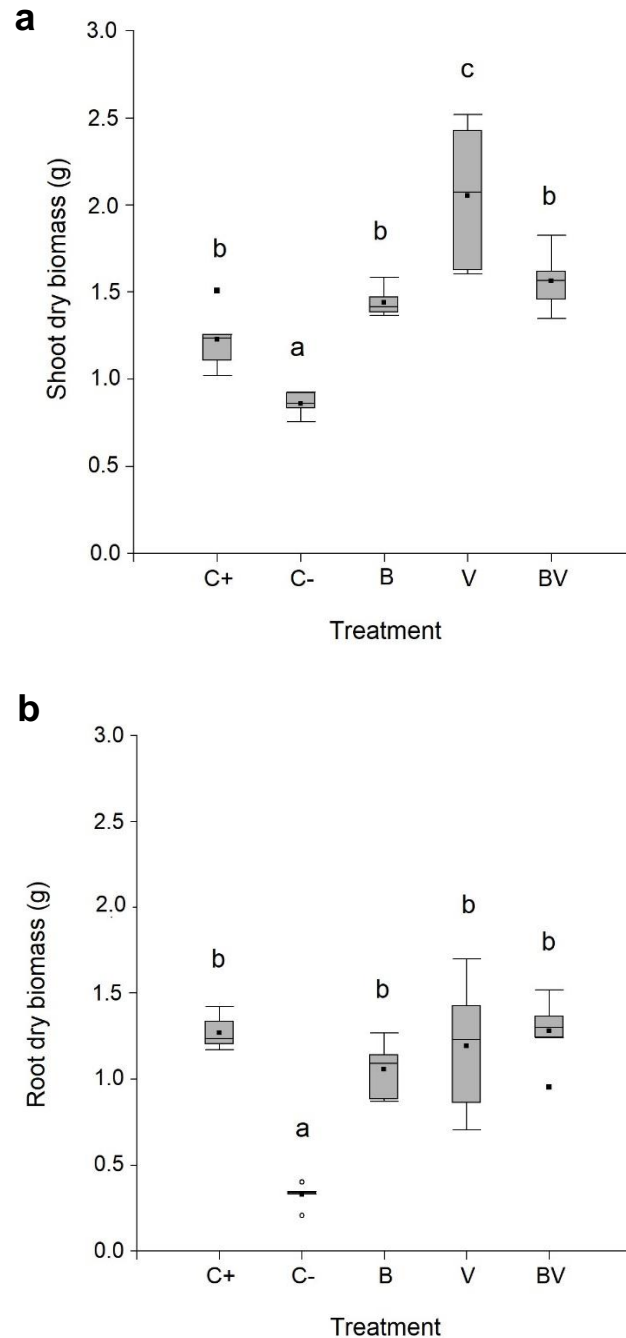 a
3.0
2.5
2.0
1.5
1.0
0.5
0.0
Shoot dry biomass (g)
b
a
b
c
b
C+ C- B V BV
Treatment
b
3.0
2.5
2.0
1.5
1.0
0.5
0.0
Root dry biomass (g)
b
a
b
b
b
C+ C- B V BV
Treatment